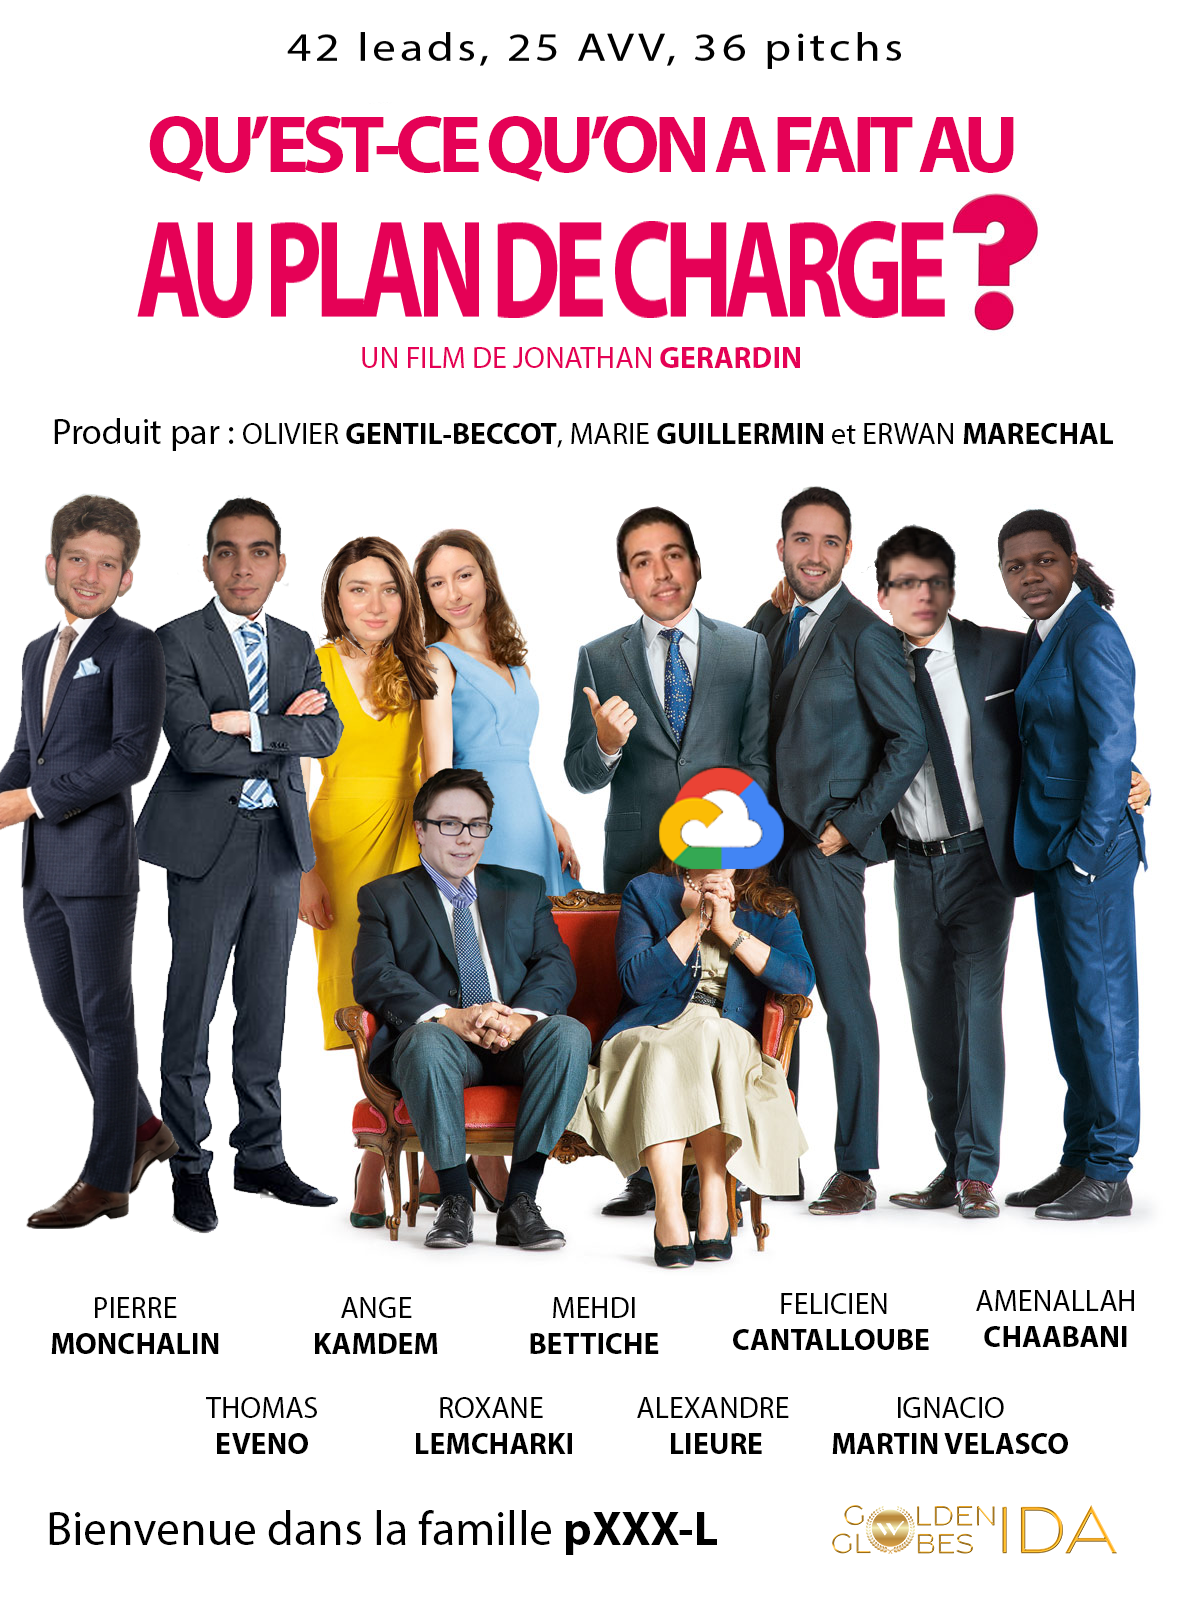 42 leads, 25 AVV, 36 pitchs
QU’EST-CE QU’ON A FAIT AU
AU PLAN DE CHARGE ?
UN FILM DE JONATHAN GERARDIN
Produit par : OLIVIER GENTIL-BECCOT, MARIE GUILLERMIN et ERWAN MARECHAL
PIERRE
MONCHALIN
ANGE
KAMDEM
MEHDI
BETTICHE
FELICIEN
CANTALLOUBE
AMENALLAH
CHAABANI
THOMAS
EVENO
ROXANE
LEMCHARKI
ALEXANDRE
LIEURE
IGNACIO
MARTIN VELASCO
Bienvenue dans la famille pXXX-L
GOLDEN
GLOBES
IDA